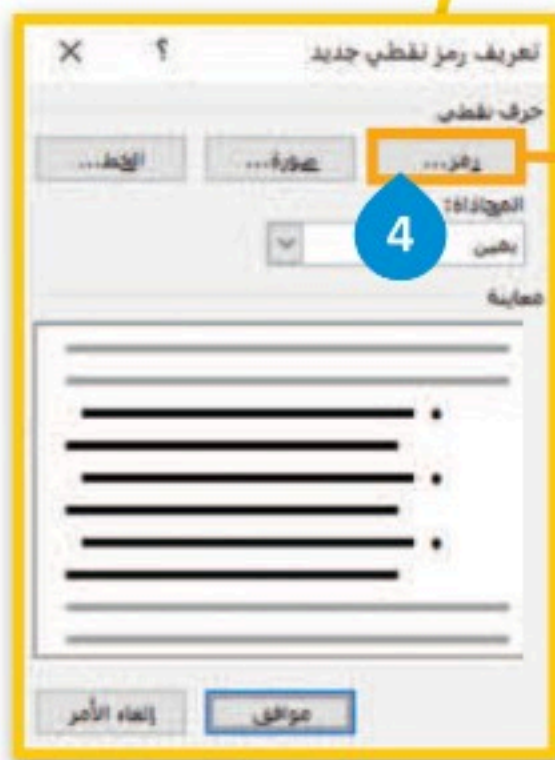 تعريف رمز نقطي جديد ؟ ×
حرف نقطي
رمز... صورة... الخط...
المحاذاة:
يمين
4
معاينة
موافق إلغاء الأمر